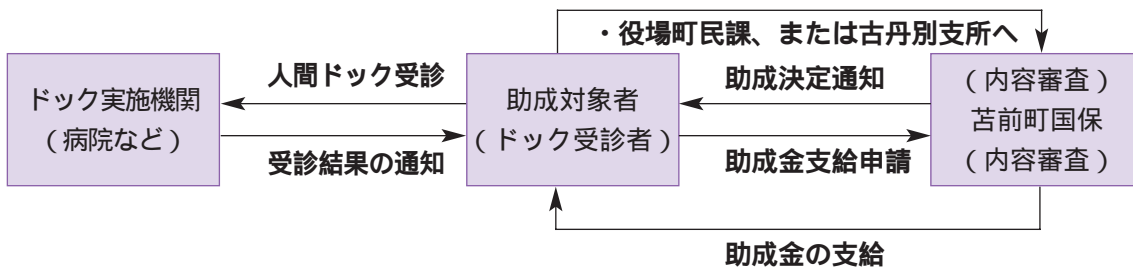 ・役場町民課、または古丹別支所へ
ドック実施機関
(病院など)
人間ドック受診
受診結果の通知
助成対象者
(ドック受診者)
助成決定通知
助成金支給申請
(内容審査)
苫前町国保
(内容審査)
助成金の支給